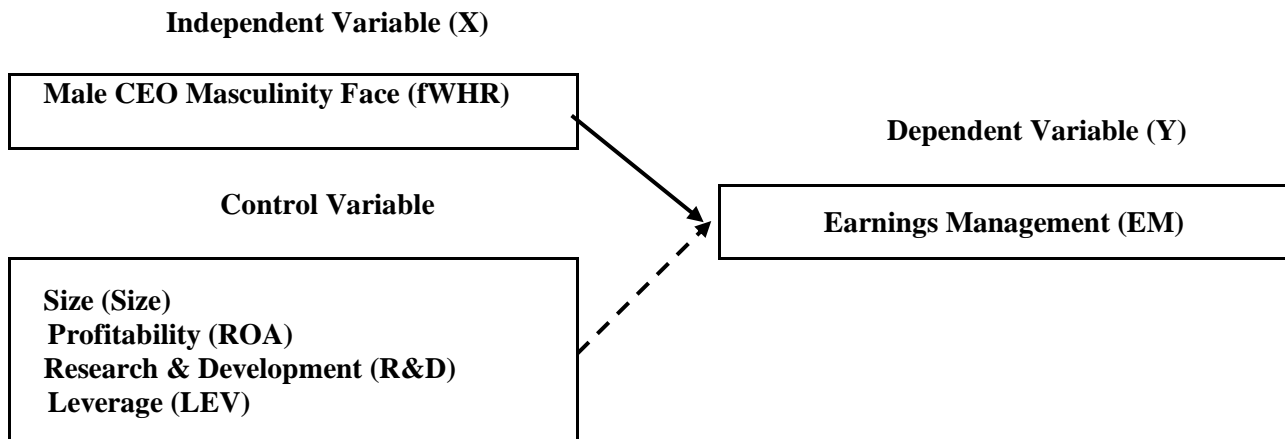 Independent Variable (X)
Male CEO Masculinity Face (fWHR)
Dependent Variable (Y)
Control Variable
Earnings Management (EM)
Size (Size)
Profitability (ROA)
Research & Development (R&D)
Leverage (LEV)